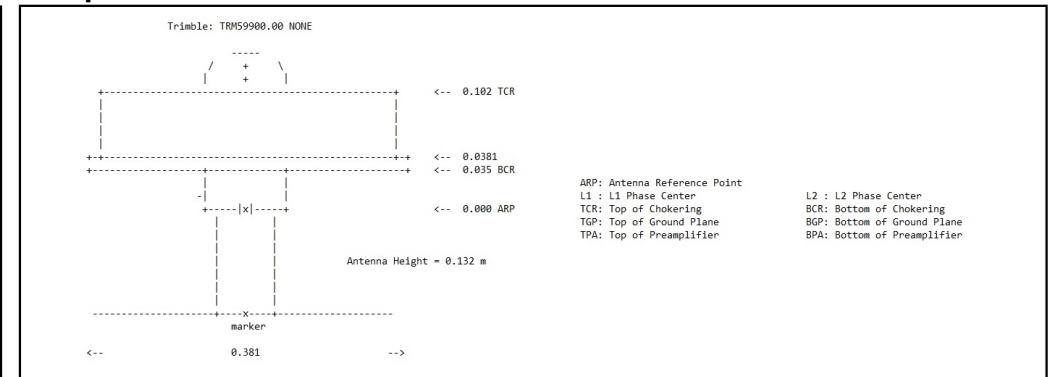 Trimble: TRM59900.00 NONE
<-- 0.102 TCR
<-- 0.0381
<-- 0.035 BCR
<-- 0.000 ARP
Antenna Height = 0.132 m
marker
<-- 0.381 -->
ARP: Antenna Reference Point
L1 : L1 Phase Center L2 : L2 Phase Center
TCR: Top of Chokering BCR: Bottom of Chokering
TGP: Top of Ground Plane BGP: Bottom of Ground Plane
TPA: Top of Preamplifier BPA: Bottom of Preamplifier